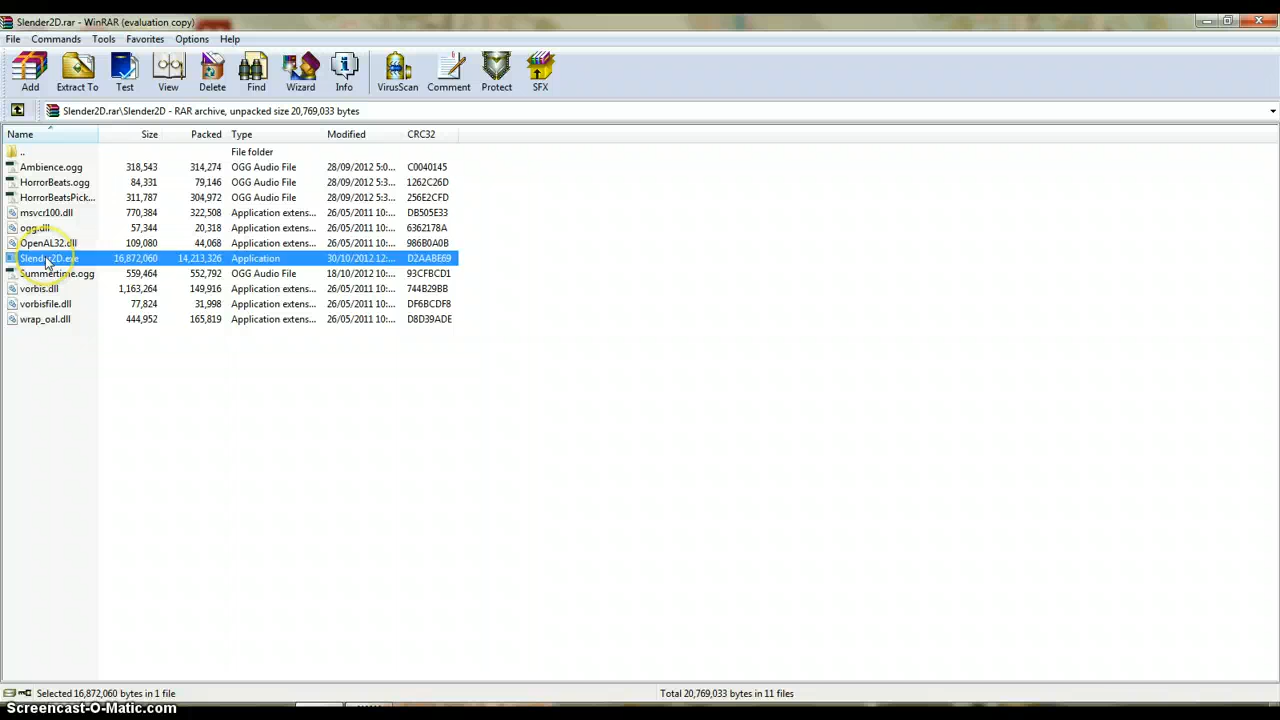 Slender2D.rar - WinRAR (evaluation copy)
File Commands Tools Favorites Options Help
Add Extract To Test View Delete Find Wizard Info VirusScan Comment Protect SFX
Slender2D.rar\Slender2D - RAR archive, unpacked size 20,769,033 bytes
Name Size Packed Type Modified CRC32
.. File folder
Ambience.ogg 318,543 314,274 OGG Audio File 28/09/2012 5:0... C0040145
HorrorBeats.ogg 84,331 79,146 OGG Audio File 28/09/2012 5:3... 1262C26D
HorrorBeatsPick... 311,787 304,972 OGG Audio File 28/09/2012 5:3... 256E2CFD
msvcr100.dll 770,384 322,508 Application extens... 26/05/2011 10:... DB505E33
ogg.dll 57,344 20,318 Application extens... 26/05/2011 10:... 6362178A
OpenAL32.dll 109,080 44,068 Application extens... 26/05/2011 10:... 986B0A0B
Slender2D.exe 16,872,060 14,213,326 Application 30/10/2012 12:... D2AABE69
Summertime.ogg 559,464 552,792 OGG Audio File 18/10/2012 10:... 93CFBCD1
vorbis.dll 1,163,264 149,916 Application extens... 26/05/2011 10:... 744B29BB
vorbisfile.dll 77,824 31,998 Application extens... 26/05/2011 10:... DF6BCDF8
wrap_oal.dll 444,952 165,819 Application extens... 26/05/2011 10:... D8D39ADE
Selected 16,872,060 bytes in 1 file Total 20,769,033 bytes in 11 files
Screencast-O-Matic.com